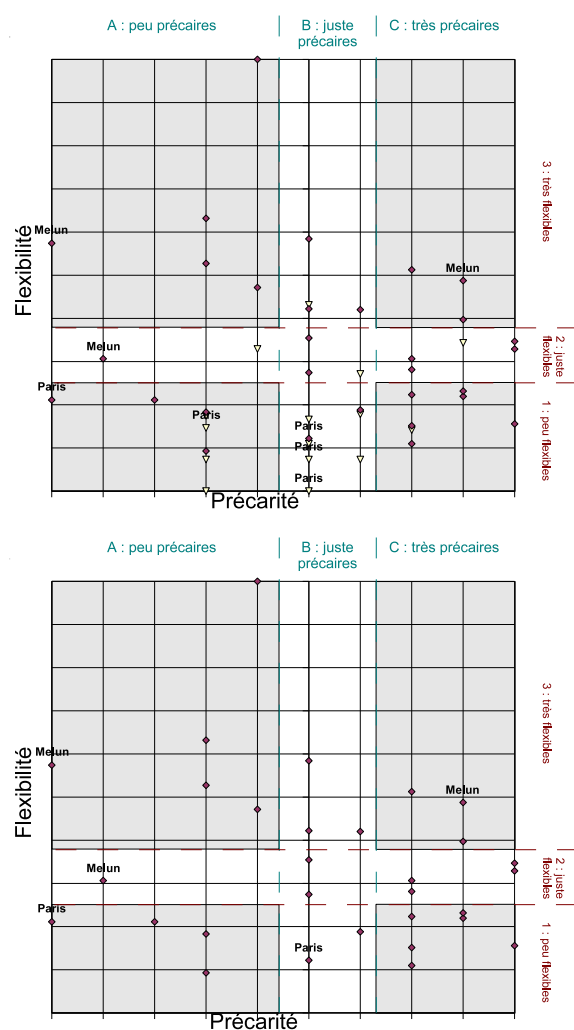 A : peu précaires
B : juste
précaires
C : très précaires
Flexibilité
3 : très
flexibles
2 : juste
flexibles
1 : peu flexibles
Melun
Melun
Melun
Paris
Paris
Paris
Paris
Paris
Précarité
A : peu précaires
B : juste
précaires
C : très précaires
Flexibilité
3 : très
flexibles
2 : juste
flexibles
1 : peu flexibles
Melun
Melun
Melun
Paris
Paris
Précarité